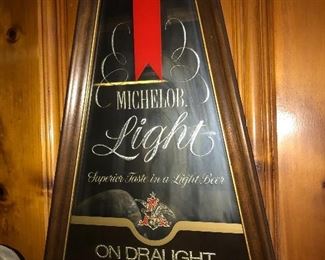 MICHELOB.
Light
Superior Taste in a Light Beer
ON DRAUGHT